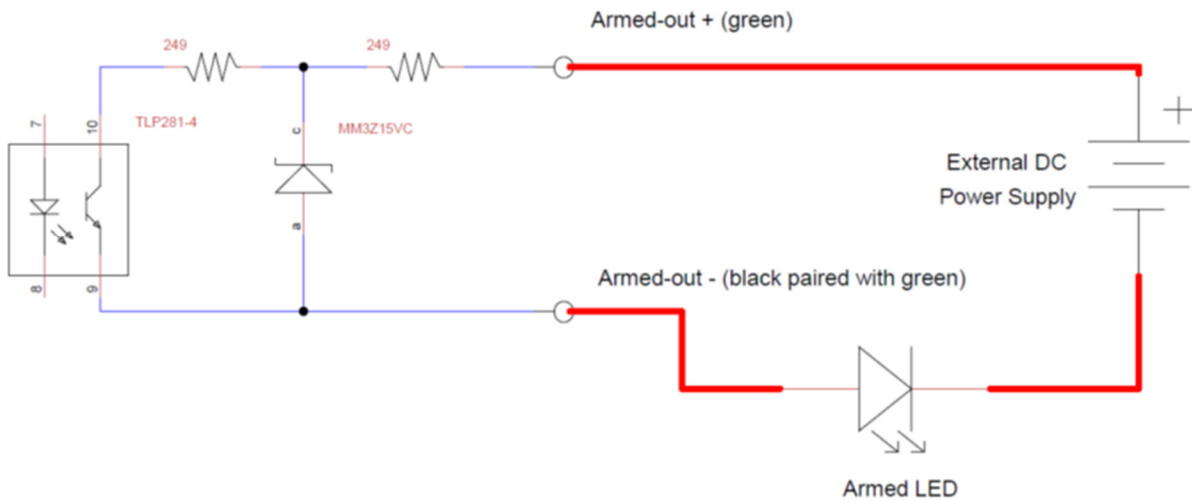 Armed-out + (green)
249
249
TLP281-4
MM3Z15VC
7
10
c
+
External DC
Power Supply
a
Armed-out - (black paired with green)
8
9
Armed LED